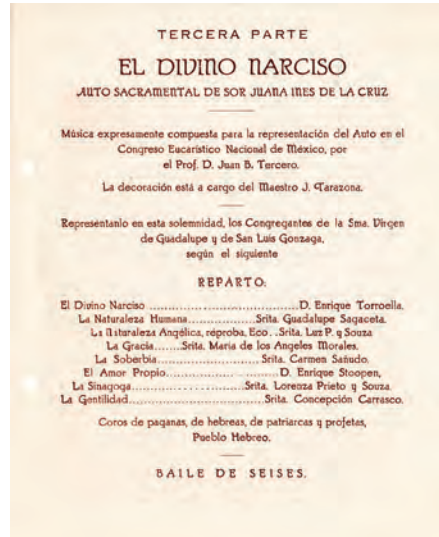 TERCERA PARTE
EL DIVINO NARCISO
AUTO SACRAMENTAL DE SOR JUANA INES DE LA CRUZ
Música expresamente compuesta para la representación del Auto en el
Congreso Eucarístico Nacional de México, por
el Prof. D. Juan B. Tercero.
La decoración está a cargo del Maestro J. Tarazona.
Represéntanlo en esta solemnidad, los Congregantes de la Sma. Virgen
de Guadalupe y de San Luis Gonzaga,
según el siguiente
REPARTO:
El Divino Narciso..............................D. Enrique Torroella.
La Naturaleza Humana..............Srita. Guadalupe Sagaceta.
La Naturaleza Angélica, réproba, Eco..Srita. Luz P. y Souza
La Gracia.......Srita. María de los Angeles Morales.
La Soberbia....................Srita. Carmen Sañudo.
El Amor Propio..................D. Enrique Stoopen,
La Sinagoga......................Srita. Lorenza Prieto y Souza.
La Gentilidad...........................Srita. Concepción Carrasco.
Coros de paganas, de hebreas, de patriarcas y profetas,
Pueblo Hebreo.
BAILE DE SEISES.